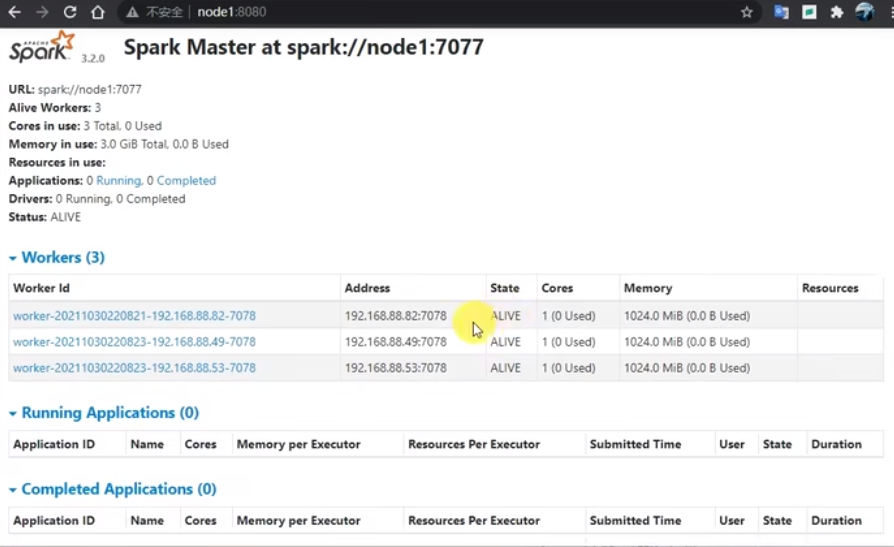 不安全 node1:8080
APACHE
Spark 3.2.0 Spark Master at spark://node1:7077
URL: spark://node1:7077
Alive Workers: 3
Cores in use: 3 Total, 0 Used
Memory in use: 3.0 GiB Total, 0.0 B Used
Resources in use:
Applications: 0 Running, 0 Completed
Drivers: 0 Running, 0 Completed
Status: ALIVE
Workers (3)
Worker Id Address State Cores Memory Resources
worker-20211030220821-192.168.88.82-7078 192.168.88.82:7078 ALIVE 1 (0 Used) 1024.0 MiB (0.0 B Used)
worker-20211030220823-192.168.88.49-7078 192.168.88.49:7078 ALIVE 1 (0 Used) 1024.0 MiB (0.0 B Used)
worker-20211030220823-192.168.88.53-7078 192.168.88.53:7078 ALIVE 1 (0 Used) 1024.0 MiB (0.0 B Used)
Running Applications (0)
Application ID Name Cores Memory per Executor Resources Per Executor Submitted Time User State Duration
Completed Applications (0)
Application ID Name Cores Memory per Executor Resources Per Executor Submitted Time User State Duration